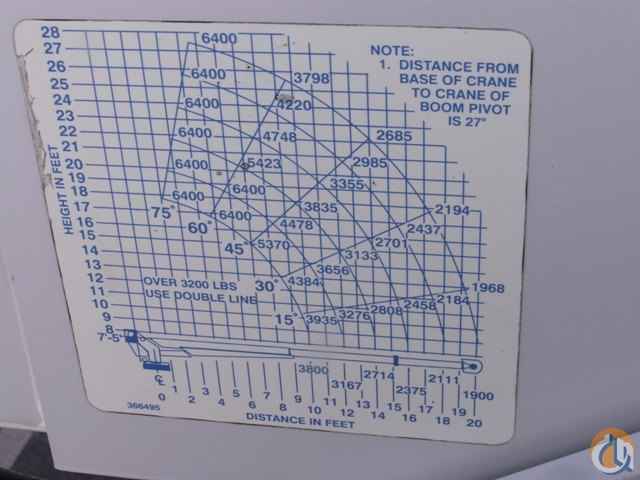 28
27
26
25
24
23
22
21
20
19
18
17
16
15
14
13
12
11
10
9
8
7'-5"
HEIGHT IN FEET
NOTE:
1. DISTANCE FROM
BASE OF CRANE
TO CRANE OF
BOOM PIVOT
IS 27"
6400
6400 3798
6400 4220
6400 4748 2685
6400 5423 2985
6400 3355
6400 3835 2194
4478 2437
5370 2701
3133
3656 1968
4384 2184
2458
2808
3276
3935
75°
60°
45°
30°
15°
OVER 3200 LBS
USE DOUBLE LINE
3800 2714 2111
3167 2375 1900
℄ 1 3 5 7 9 11 13 15 17 19
0 2 4 6 8 10 12 14 16 18 20
366495
DISTANCE IN FEET